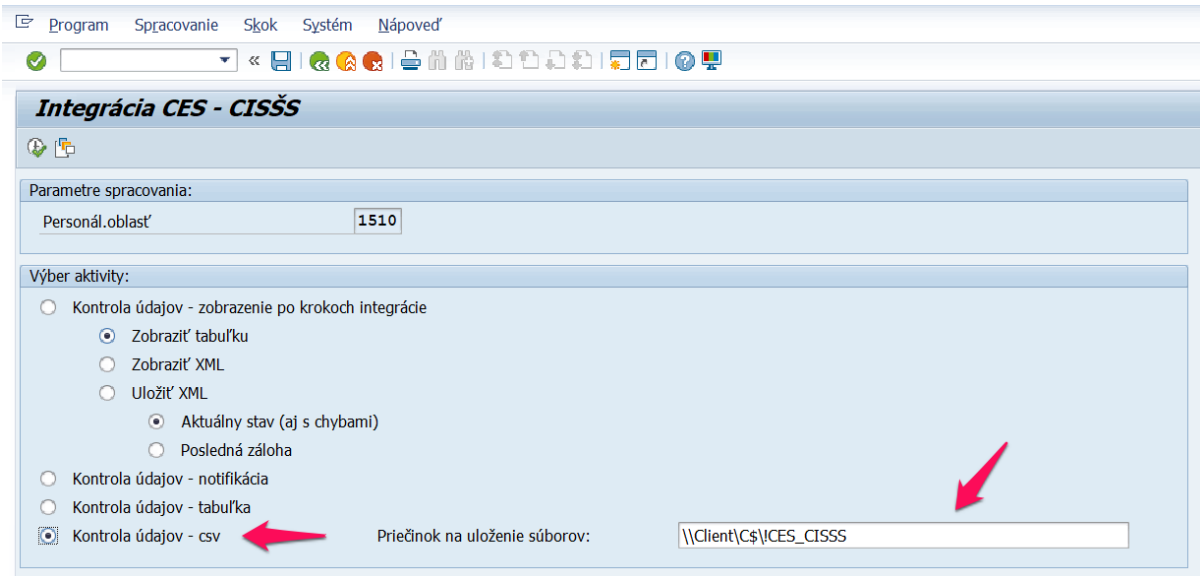 Program Spracovanie Skok Systém Nápoveď
Integrácia CES - CISŠS
Parametre spracovania:
Personál.oblasť 1510
Výber aktivity:
Kontrola údajov - zobrazenie po krokoch integrácie
Zobraziť tabuľku
Zobraziť XML
Uložiť XML
Aktuálny stav (aj s chybami)
Posledná záloha
Kontrola údajov - notifikácia
Kontrola údajov - tabuľka
Kontrola údajov - csv Priečinok na uloženie súborov: \\Client\C$\!CES_CISSS